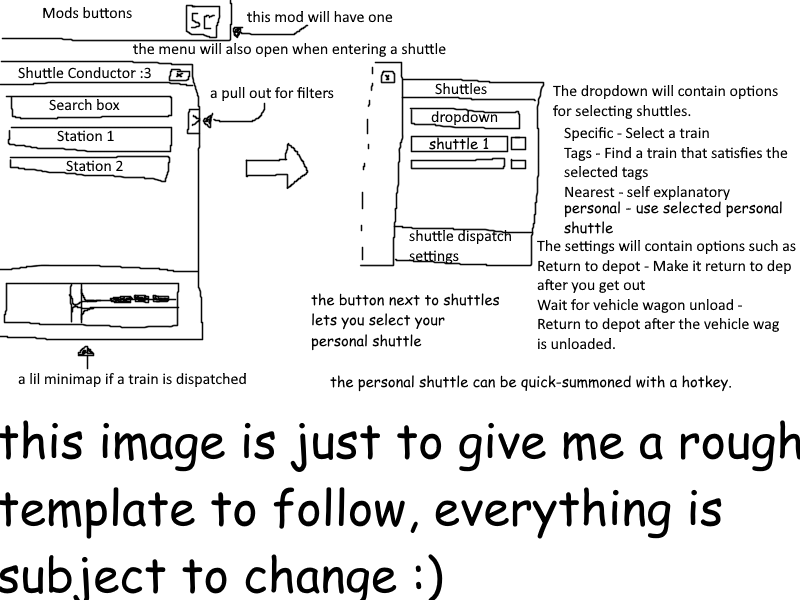 Mods buttons
SC
this mod will have one
the menu will also open when entering a shuttle
Shuttle Conductor :3
x
Search box
Station 1
Station 2
a pull out for filters
>
x
Shuttles
dropdown
shuttle 1
shuttle dispatch
settings
The dropdown will contain options
for selecting shuttles.
Specific - Select a train
Tags - Find a train that satisfies the
selected tags
Nearest - self explanatory
personal - use selected personal
shuttle
The settings will contain options such as
Return to depot - Make it return to dep
after you get out
Wait for vehicle wagon unload -
Return to depot after the vehicle wag
is unloaded.
the button next to shuttles
lets you select your
personal shuttle
a lil minimap if a train is dispatched
the personal shuttle can be quick-summoned with a hotkey.
this image is just to give me a rough
template to follow, everything is
subject to change :)